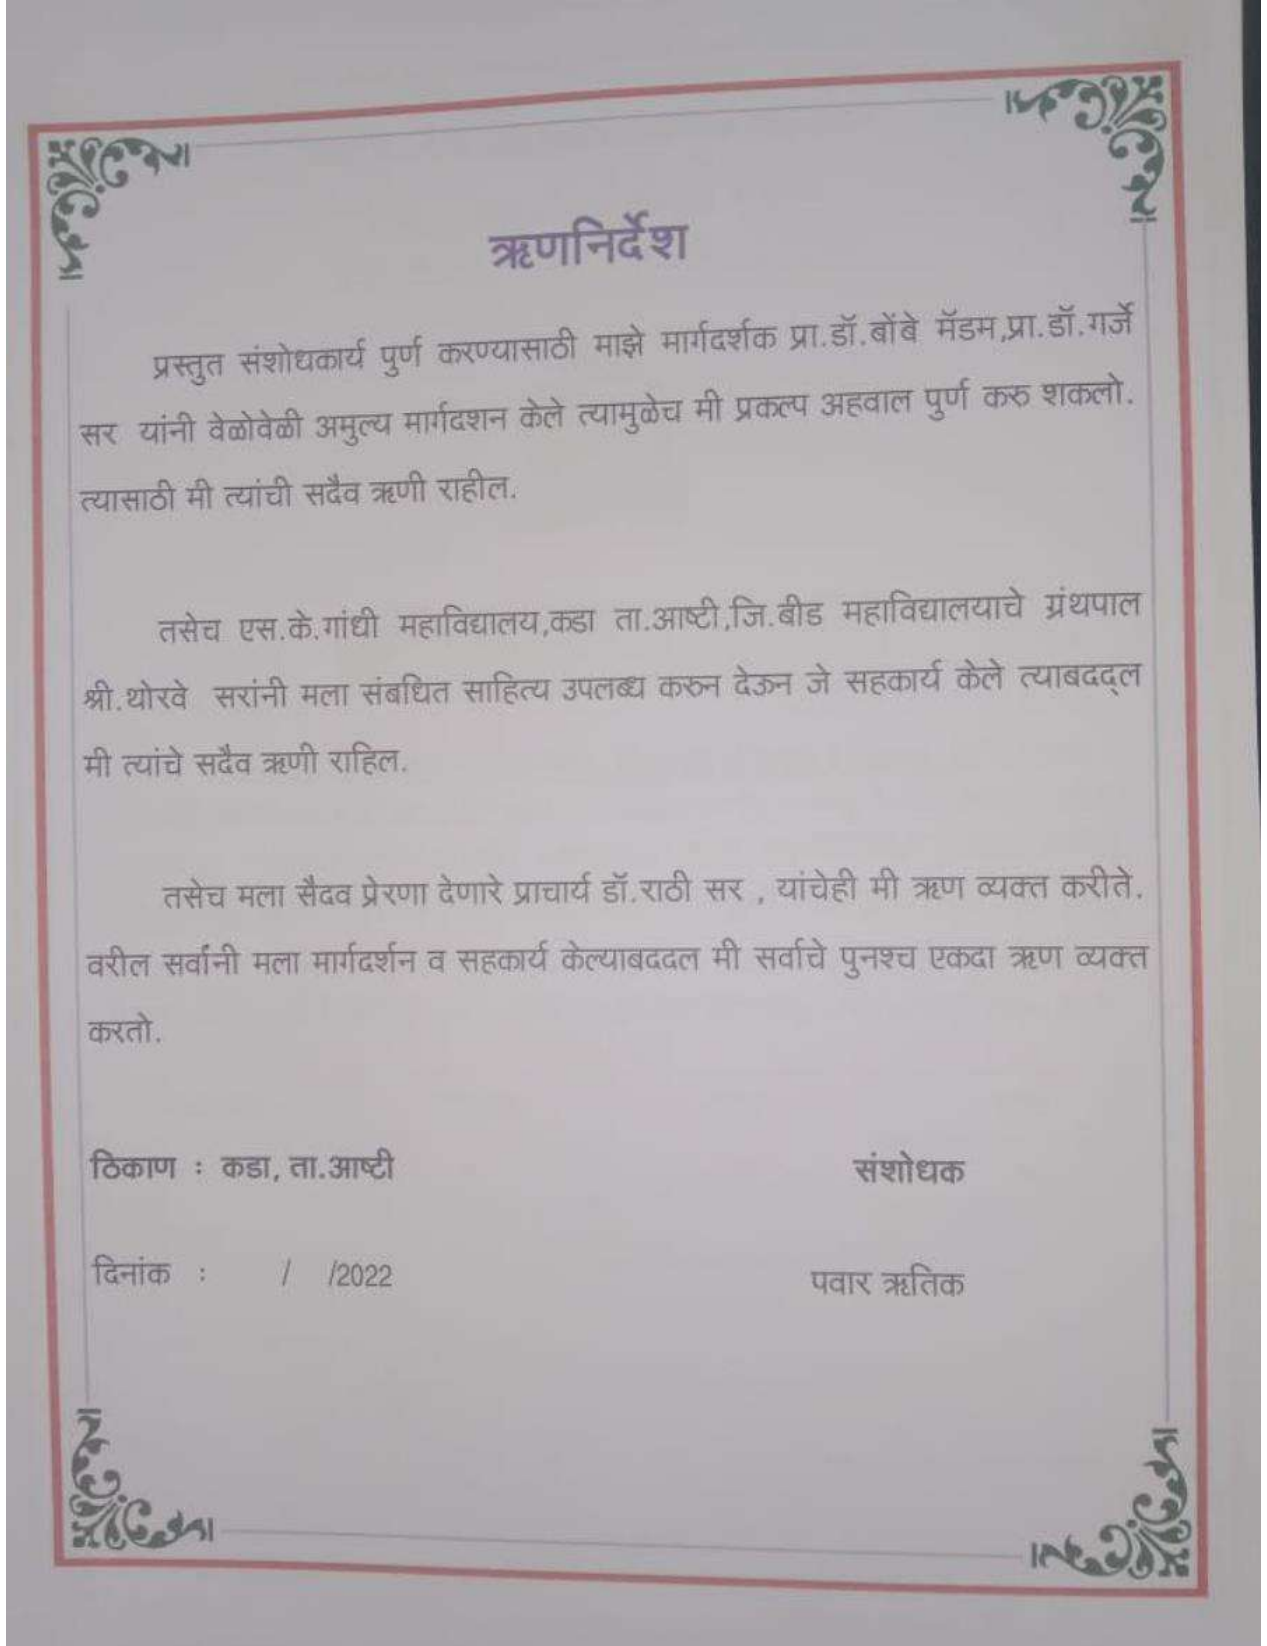 ऋणनिर्देश
प्रस्तुत संशोधकार्य पुर्ण करण्यासाठी माझे मार्गदर्शक प्रा.डॉ.बोंबे मॅडम,प्रा.डॉ.गर्जे
सर यांनी वेळोवेळी अमुल्य मार्गदशन केले त्यामुळेच मी प्रकल्प अहवाल पुर्ण करु शकलो.
त्यासाठी मी त्यांची सदैव ऋणी राहील.
तसेच एस.के.गांधी महाविद्यालय,कडा ता.आष्टी,जि.बीड महाविद्यालयाचे ग्रंथपाल
श्री.थोरवे सरांनी मला संबधित साहित्य उपलब्ध करुन देऊन जे सहकार्य केले त्याबदद्ल
मी त्यांचे सदैव ऋणी राहिल.
तसेच मला सैदव प्रेरणा देणारे प्राचार्य डॉ.राठी सर , यांचेही मी ऋण व्यक्त करीते.
वरील सर्वांनी मला मार्गदर्शन व सहकार्य केल्याबददल मी सर्वाचे पुनश्च एकदा ऋण व्यक्त
करतो.
ठिकाण : कडा, ता.आष्टी संशोधक
दिनांक : / /2022 पवार ऋतिक